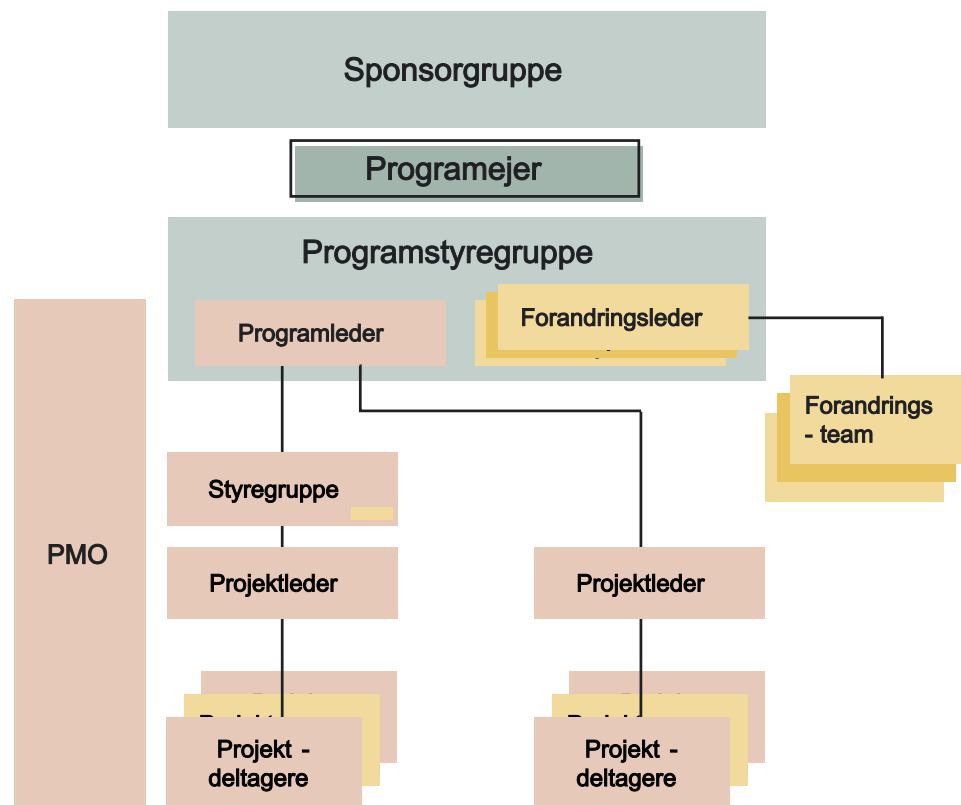 Sponsorgruppe
Programejer
Programstyregruppe
Programleder
Forandringsleder
Forandrings
- team
Styregruppe
PMO
Projektleder
Projektleder
Projekt -
deltagere
Projekt -
deltagere